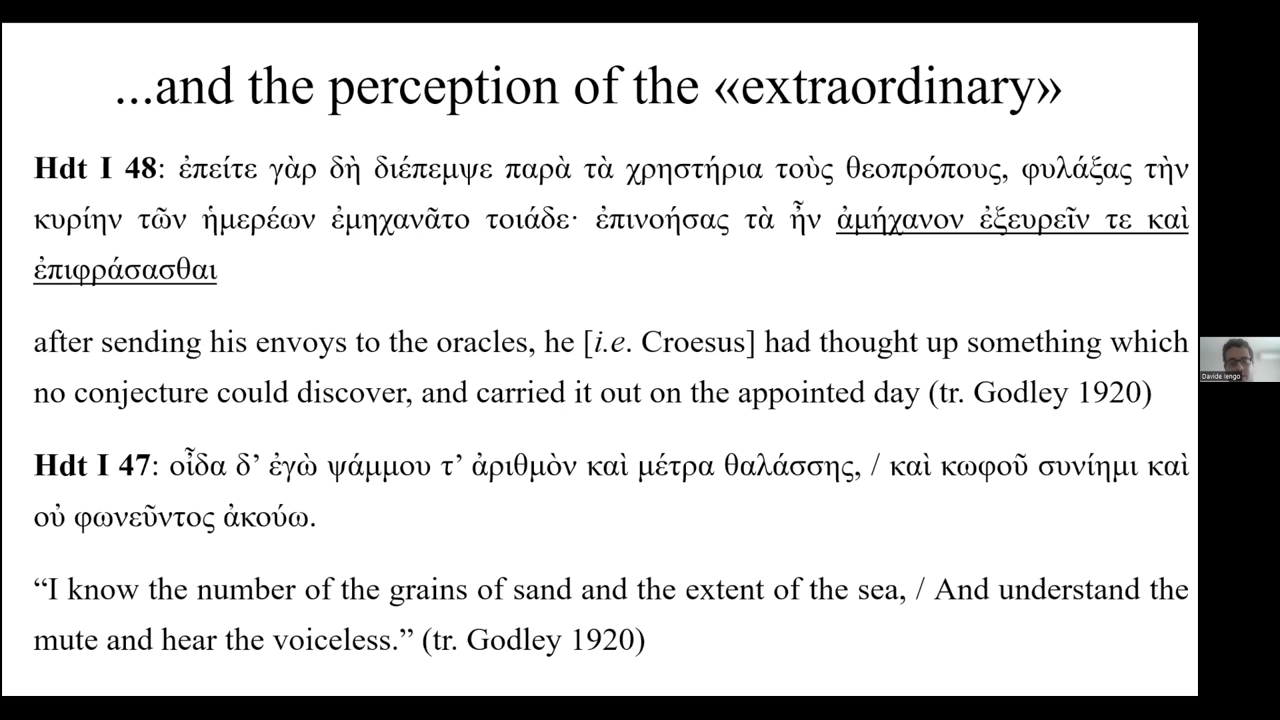 ...and the perception of the «extraordinary»
Hdt I 48: ἐπείτε γὰρ δὴ διέπεμψε παρὰ τὰ χρηστήρια τοὺς θεοπρόπους, φυλάξας τὴν
κυρίην τῶν ἡμερέων ἐμηχανᾶτο τοιάδε· ἐπινοήσας τὰ ἦν ἀμήχανον ἐξευρεῖν τε καὶ
ἐπιφράσασθαι
after sending his envoys to the oracles, he [i.e. Croesus] had thought up something which
no conjecture could discover, and carried it out on the appointed day (tr. Godley 1920)
Hdt I 47: οἶδα δ’ ἐγὼ ψάμμου τ’ ἀριθμὸν καὶ μέτρα θαλάσσης, / καὶ κωφοῦ συνίημι καὶ
οὐ φωνεῦντος ἀκούω.
“I know the number of the grains of sand and the extent of the sea, / And understand the
mute and hear the voiceless.” (tr. Godley 1920)
Davide Iengo